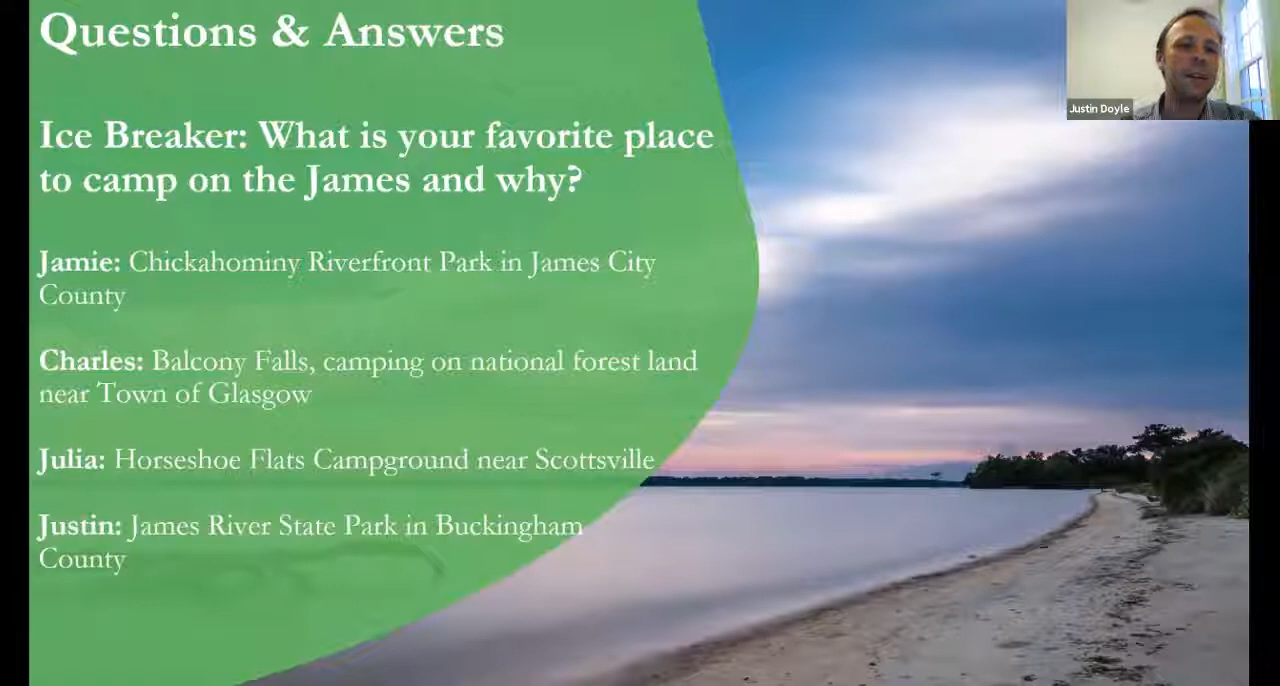 Questions & Answers
Ice Breaker: What is your favorite place
to camp on the James and why?
Jamie: Chickahominy Riverfront Park in James City
County
Charles: Balcony Falls, camping on national forest land
near Town of Glasgow
Julia: Horseshoe Flats Campground near Scottsville
Justin: James River State Park in Buckingham
County
Justin Doyle